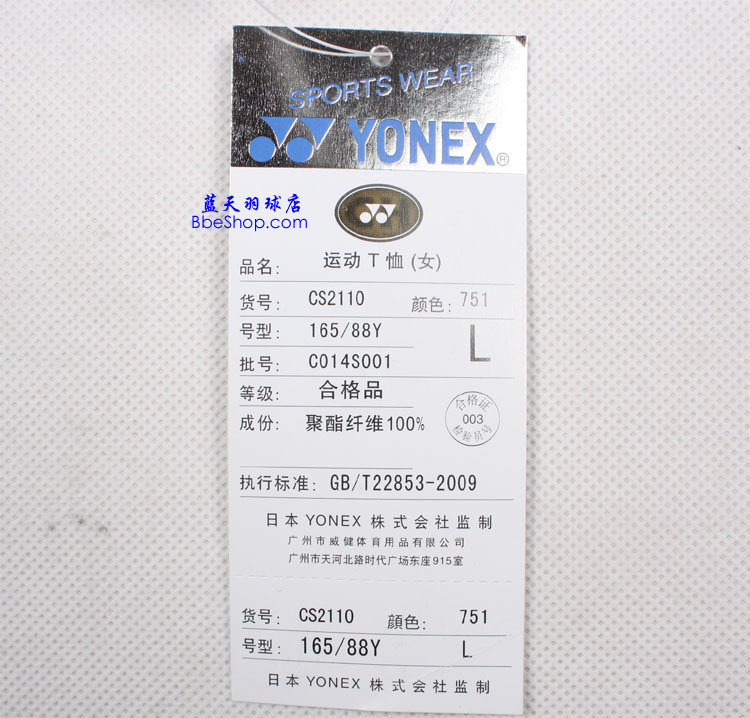 SPORTS WEAR
YONEX®
蓝天羽球店
BbeShop.com
品名: 运动T恤(女)
货号: CS2110 颜色: 751
号型: 165/88Y L
批号: C014S001
等级: 合格品
成份: 聚酯纤维100%
合格证
003
检验员号
执行标准: GB/T22853-2009
日本YONEX株式会社监制
广州市威健体育用品有限公司
广州市天河北路时代广场东座915室
货号: CS2110 顔色: 751
号型: 165/88Y L
日本YONEX株式会社监制